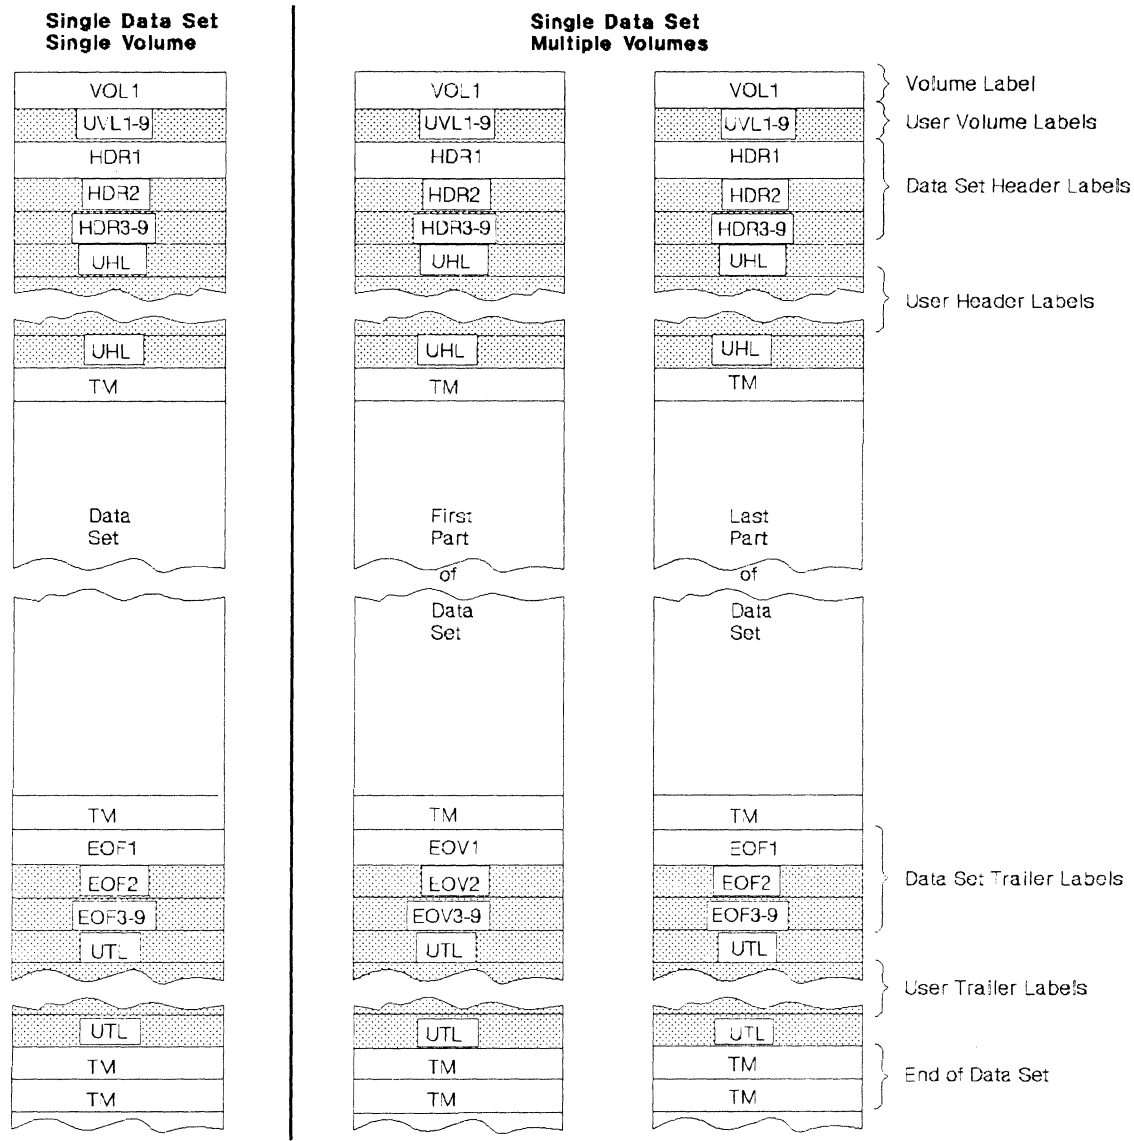 Single Data Set
Single Volume
VOL1
UVL1-9
HDR1
HDR2
HDR3-9
UHL
UHL
TM
Data
Set
TM
EOF1
EOF2
EOF3-9
UTL
UTL
TM
TM
Single Data Set
Multiple Volumes
VOL1
UVL1-9
HDR1
HDR2
HDR3-9
UHL
UHL
TM
First
Part
of
Data
Set
TM
EOV1
EOV2
EOV3-9
UTL
UTL
TM
TM
VOL1
UVL1-9
HDR1
HDR2
HDR3-9
UHL
UHL
TM
Last
Part
of
Data
Set
TM
EOF1
EOF2
EOF3-9
UTL
UTL
TM
TM
Volume Label
User Volume Labels
Data Set Header Labels
User Header Labels
Data Set Trailer Labels
User Trailer Labels
End of Data Set